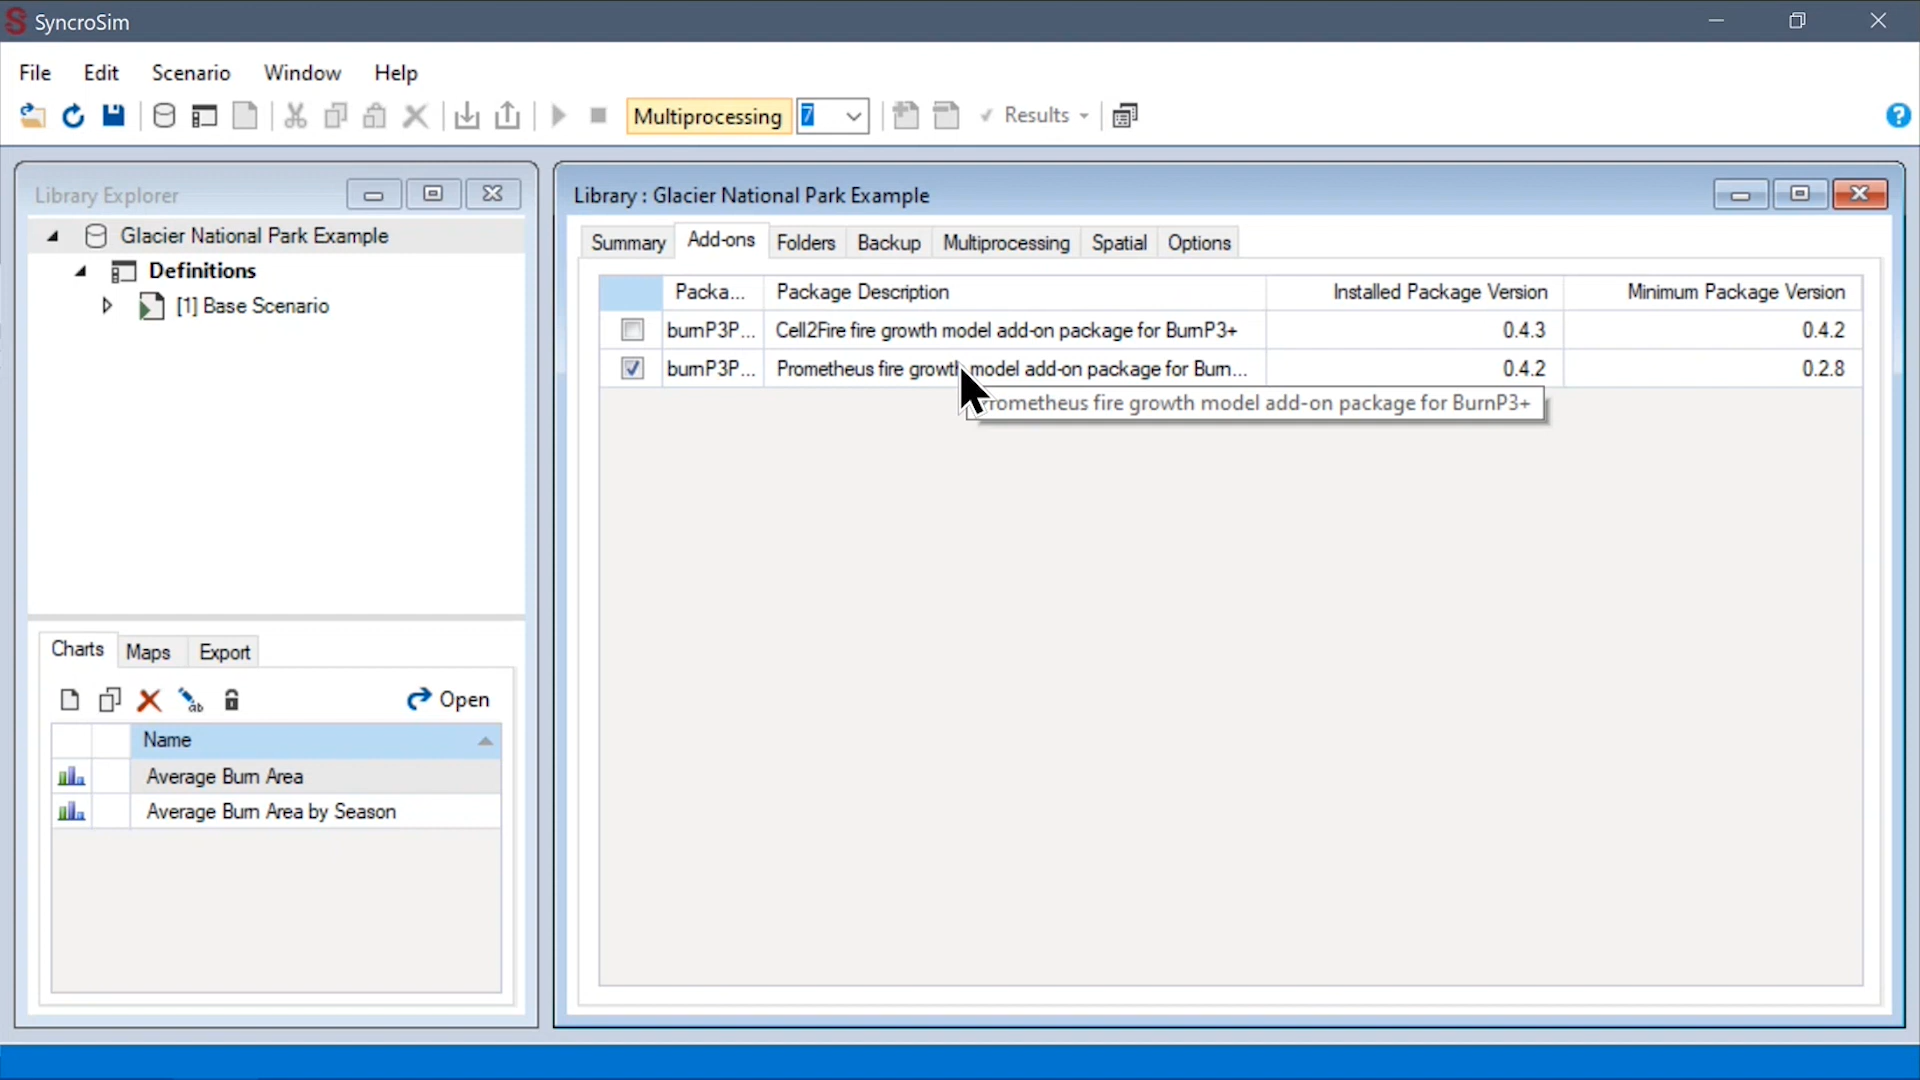 SyncroSim
File Edit Scenario Window Help
Multiprocessing 7 Results
Library Explorer
Glacier National Park Example
Definitions
[1] Base Scenario
Charts Maps Export
Open
Name
Average Burn Area
Average Burn Area by Season
Library : Glacier National Park Example
Summary Add-ons Folders Backup Multiprocessing Spatial Options
Packa... Package Description Installed Package Version Minimum Package Version
burnP3P... Cell2Fire fire growth model add-on package for BurnP3+ 0.4.3 0.4.2
burnP3P... Prometheus fire growth model add-on package for Burn... 0.4.2 0.2.8
Prometheus fire growth model add-on package for BurnP3+